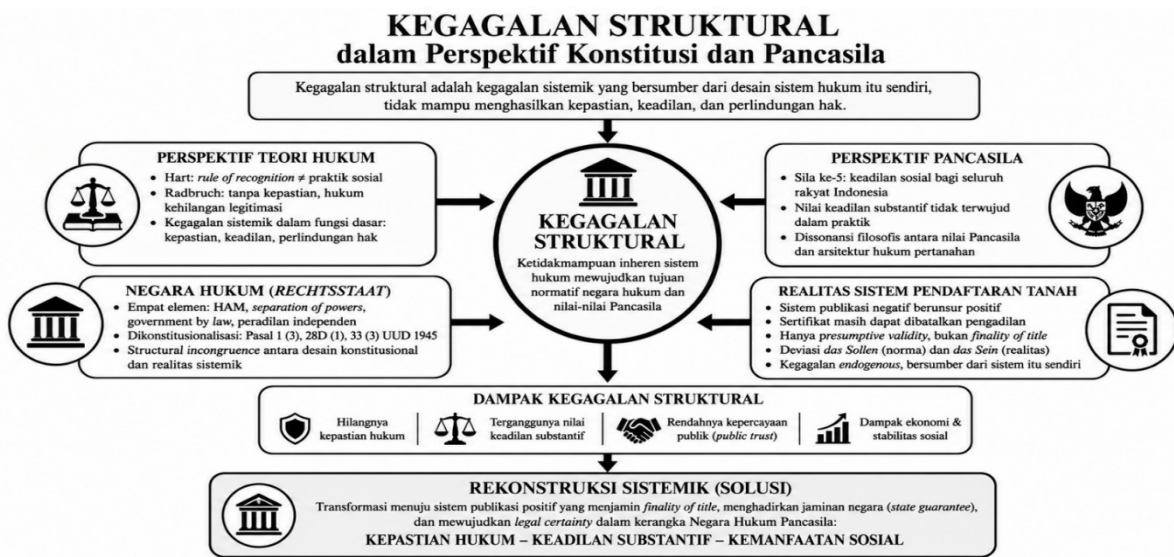 KEGAGALAN STRUKTURAL
dalam Perspektif Konstitusi dan Pancasila
Kegagalan struktural adalah kegagalan sistemik yang bersumber dari desain sistem hukum itu sendiri,
tidak mampu menghasilkan kepastian, keadilan, dan perlindungan hak.
PERSPEKTIF TEORI HUKUM
• Hart: rule of recognition ≠ praktik sosial
• Radbruch: tanpa kepastian, hukum
kehilangan legitimasi
• Kegagalan sistemik dalam fungsi dasar:
kepastian, keadilan, perlindungan hak
NEGARA HUKUM (RECHTSSTAAT)
• Empat elemen: HAM, separation of powers,
government by law, peradilan independen
• Dikonstitusionalisasi: Pasal 1 (3), 28D (1), 33 (3) UUD 1945
• Structural incongruence antara desain konstitusional
dan realitas sistemik
KEGAGALAN
STRUKTURAL
Ketidakmampuan inheren sistem
hukum mewujudkan tujuan
normatif negara hukum dan
nilai-nilai Pancasila
PERSPEKTIF PANCASILA
• Sila ke-5: keadilan sosial bagi seluruh
rakyat Indonesia
• Nilai keadilan substantif tidak terwujud
dalam praktik
• Dissonansi filosofis antara nilai Pancasila
dan arsitektur hukum pertanahan
REALITAS SISTEM PENDAFTARAN TANAH
• Sistem publikasi negatif berunsur positif
• Sertifikat masih dapat dibatalkan pengadilan
• Hanya presumptive validity, bukan finality of title
• Deviasi das Sollen (norma) dan das Sein (realitas)
• Kegagalan endogenous, bersumber dari sistem itu sendiri
DAMPAK KEGAGALAN STRUKTURAL
Hilangnya
kepastian hukum
Terganggunya nilai
keadilan substantif
Rendahnya kepercayaan
publik (public trust)
Dampak ekonomi &
stabilitas sosial
REKONSTRUKSI SISTEMIK (SOLUSI)
Transformasi menuju sistem publikasi positif yang menjamin finality of title, menghadirkan jaminan negara (state guarantee),
dan mewujudkan legal certainty dalam kerangka Negara Hukum Pancasila:
KEPASTIAN HUKUM – KEADILAN SUBSTANTIF – KEMANFAATAN SOSIAL